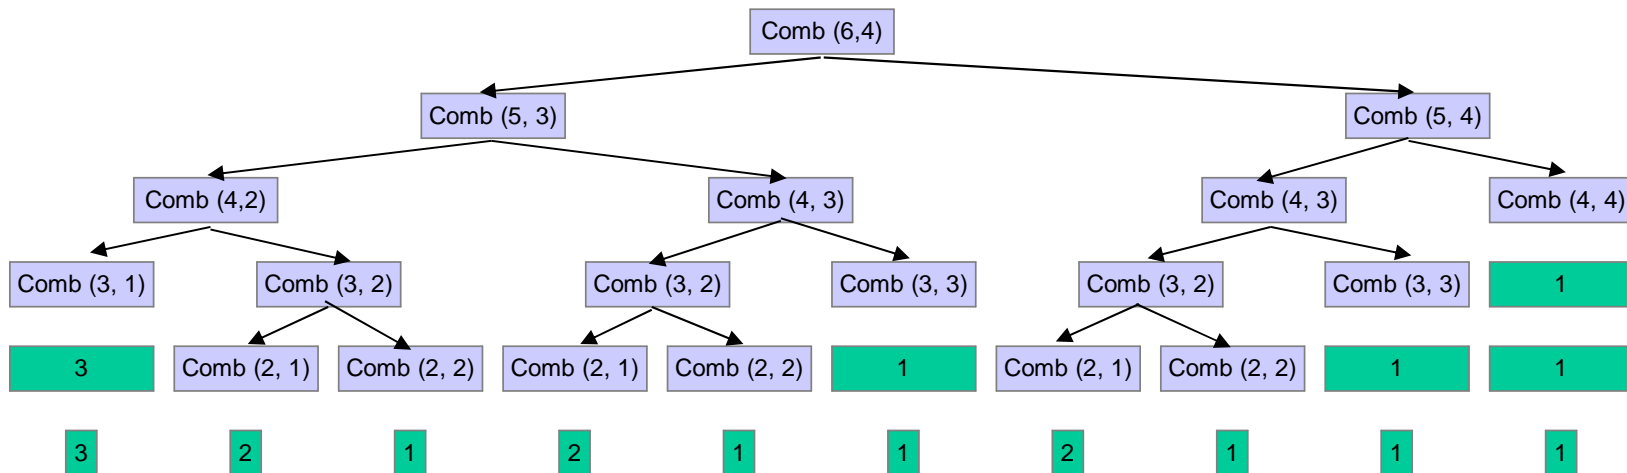 Comb (6,4)
Comb (5, 3) Comb (5, 4)
Comb (4,2) Comb (4, 3) Comb (4, 3) Comb (4, 4)
Comb (3, 1) Comb (3, 2) Comb (3, 2) Comb (3, 3) Comb (3, 2) Comb (3, 3) 1
3 Comb (2, 1) Comb (2, 2) Comb (2, 1) Comb (2, 2) 1 Comb (2, 1) Comb (2, 2) 1 1
3 2 1 2 1 1 2 1 1 1